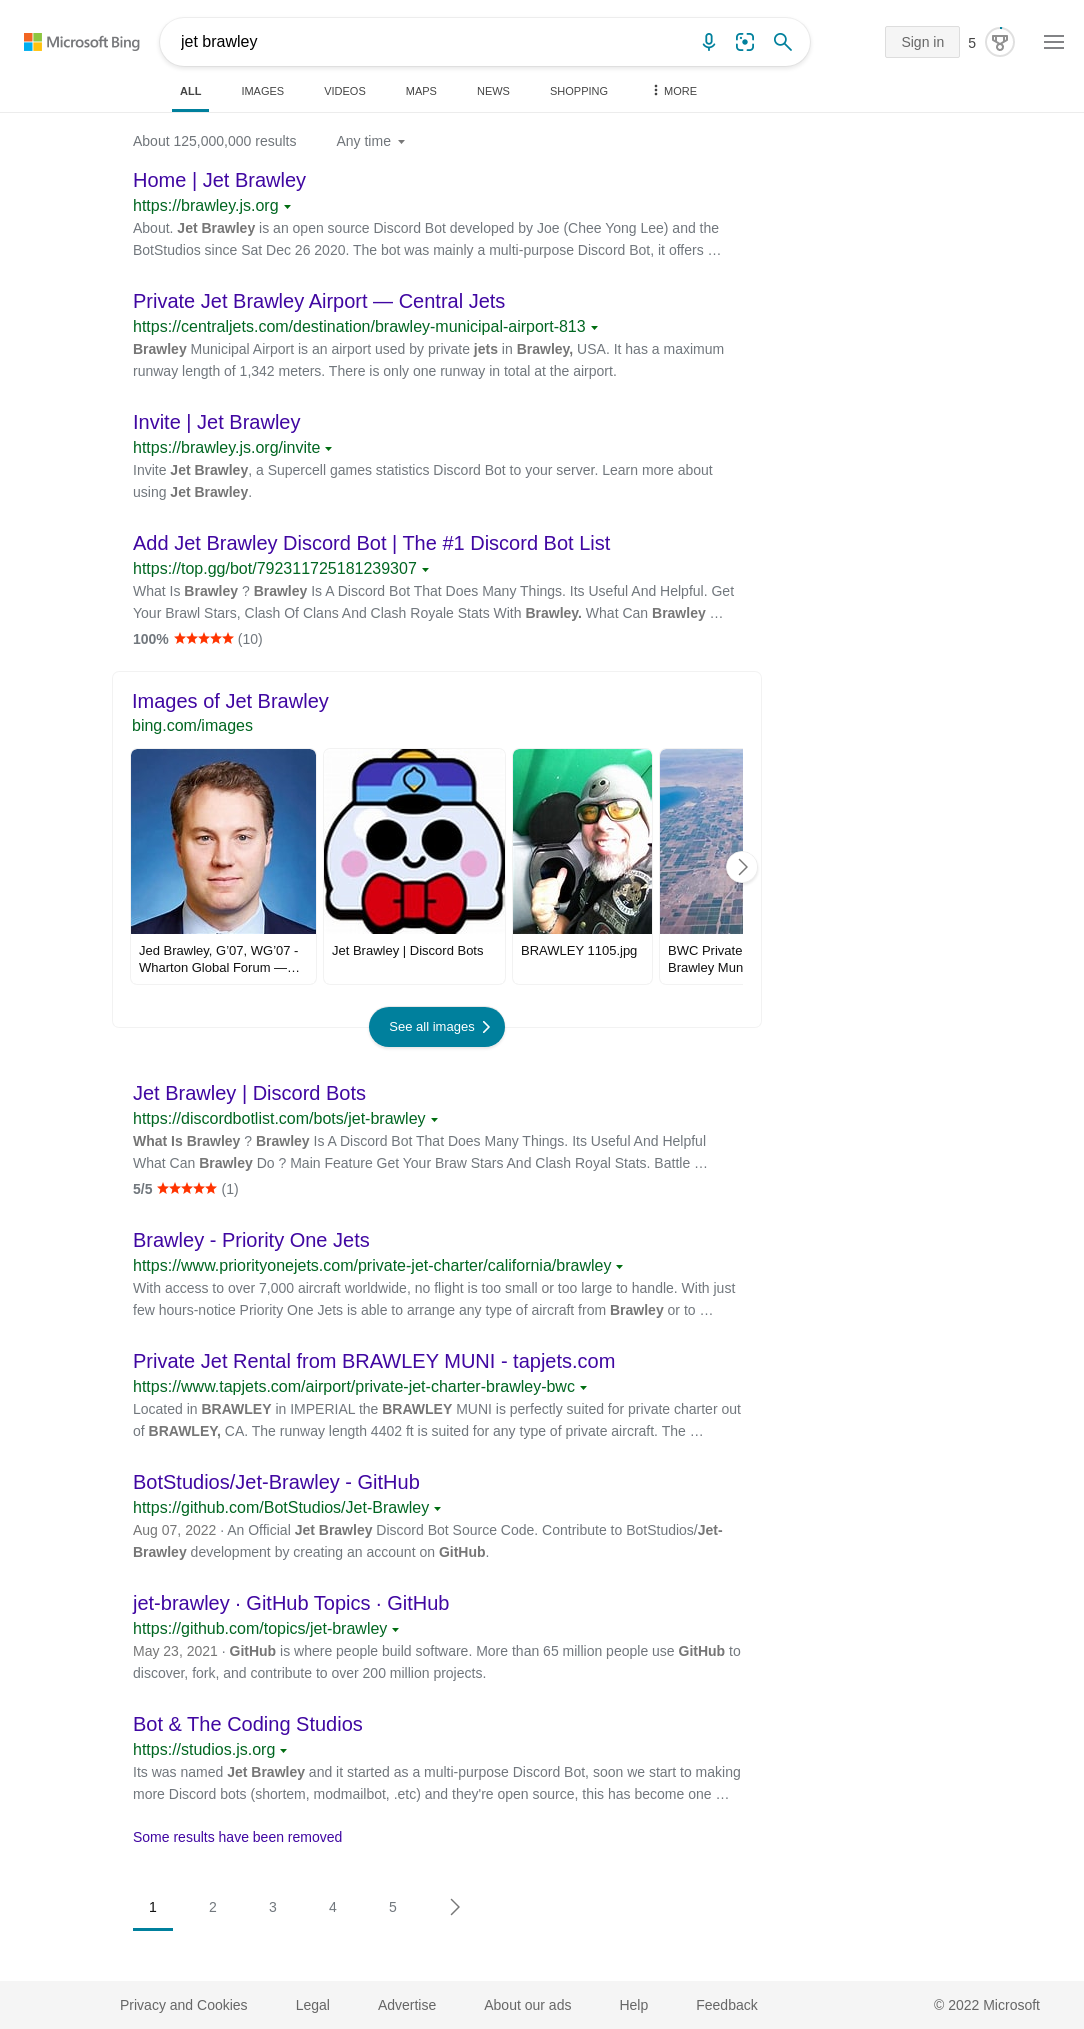 Microsoft Bing
jet brawley
Sign in
5
ALL
IMAGES
VIDEOS
MAPS
NEWS
SHOPPING
MORE
About 125,000,000 results
Any time
Home | Jet Brawley
https://brawley.js.org
About. Jet Brawley is an open source Discord Bot developed by Joe (Chee Yong Lee) and the
BotStudios since Sat Dec 26 2020. The bot was mainly a multi-purpose Discord Bot, it offers …
Private Jet Brawley Airport — Central Jets
https://centraljets.com/destination/brawley-municipal-airport-813
Brawley Municipal Airport is an airport used by private jets in Brawley, USA. It has a maximum
runway length of 1,342 meters. There is only one runway in total at the airport.
Invite | Jet Brawley
https://brawley.js.org/invite
Invite Jet Brawley, a Supercell games statistics Discord Bot to your server. Learn more about
using Jet Brawley.
Add Jet Brawley Discord Bot | The #1 Discord Bot List
https://top.gg/bot/792311725181239307
What Is Brawley ? Brawley Is A Discord Bot That Does Many Things. Its Useful And Helpful. Get
Your Brawl Stars, Clash Of Clans And Clash Royale Stats With Brawley. What Can Brawley …
100% (10)
Images of Jet Brawley
bing.com/images
Jed Brawley, G’07, WG’07 -
Wharton Global Forum —…
Jet Brawley | Discord Bots
BRAWLEY 1105.jpg
BWC Private
Brawley Mun
See all images
Jet Brawley | Discord Bots
https://discordbotlist.com/bots/jet-brawley
What Is Brawley ? Brawley Is A Discord Bot That Does Many Things. Its Useful And Helpful
What Can Brawley Do ? Main Feature Get Your Braw Stars And Clash Royal Stats. Battle …
5/5 (1)
Brawley - Priority One Jets
https://www.priorityonejets.com/private-jet-charter/california/brawley
With access to over 7,000 aircraft worldwide, no flight is too small or too large to handle. With just
few hours-notice Priority One Jets is able to arrange any type of aircraft from Brawley or to …
Private Jet Rental from BRAWLEY MUNI - tapjets.com
https://www.tapjets.com/airport/private-jet-charter-brawley-bwc
Located in BRAWLEY in IMPERIAL the BRAWLEY MUNI is perfectly suited for private charter out
of BRAWLEY, CA. The runway length 4402 ft is suited for any type of private aircraft. The …
BotStudios/Jet-Brawley - GitHub
https://github.com/BotStudios/Jet-Brawley
Aug 07, 2022 · An Official Jet Brawley Discord Bot Source Code. Contribute to BotStudios/Jet-
Brawley development by creating an account on GitHub.
jet-brawley · GitHub Topics · GitHub
https://github.com/topics/jet-brawley
May 23, 2021 · GitHub is where people build software. More than 65 million people use GitHub to
discover, fork, and contribute to over 200 million projects.
Bot & The Coding Studios
https://studios.js.org
Its was named Jet Brawley and it started as a multi-purpose Discord Bot, soon we start to making
more Discord bots (shortem, modmailbot, .etc) and they're open source, this has become one …
Some results have been removed
1
2
3
4
5
Privacy and Cookies
Legal
Advertise
About our ads
Help
Feedback
© 2022 Microsoft